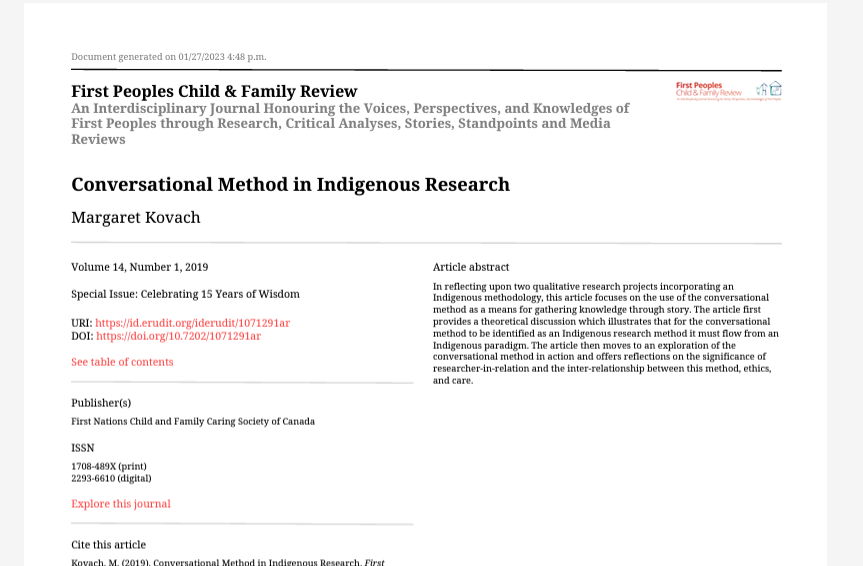 Document generated on 01/27/2023 4:48 p.m.
First Peoples Child & Family Review
An Interdisciplinary Journal Honouring the Voices, Perspectives, and Knowledges of
First Peoples through Research, Critical Analyses, Stories, Standpoints and Media
Reviews
First Peoples
Child & Family Review
Conversational Method in Indigenous Research
Margaret Kovach
Volume 14, Number 1, 2019
Special Issue: Celebrating 15 Years of Wisdom
URI: https://id.erudit.org/iderudit/1071291ar
DOI: https://doi.org/10.7202/1071291ar
See table of contents
Publisher(s)
First Nations Child and Family Caring Society of Canada
ISSN
1708-489X (print)
2293-6610 (digital)
Explore this journal
Cite this article
Kovach, M. (2019). Conversational Method in Indigenous Research. First
Article abstract
In reflecting upon two qualitative research projects incorporating an
Indigenous methodology, this article focuses on the use of the conversational
method as a means for gathering knowledge through story. The article first
provides a theoretical discussion which illustrates that for the conversational
method to be identified as an Indigenous research method it must flow from an
Indigenous paradigm. The article then moves to an exploration of the
conversational method in action and offers reflections on the significance of
researcher-in-relation and the inter-relationship between this method, ethics,
and care.